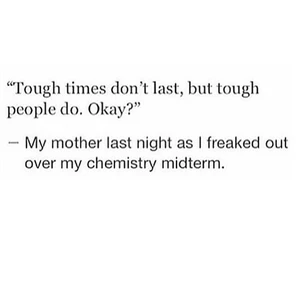 “Tough times don’t last, but tough
people do. Okay?”
— My mother last night as I freaked out
over my chemistry midterm.